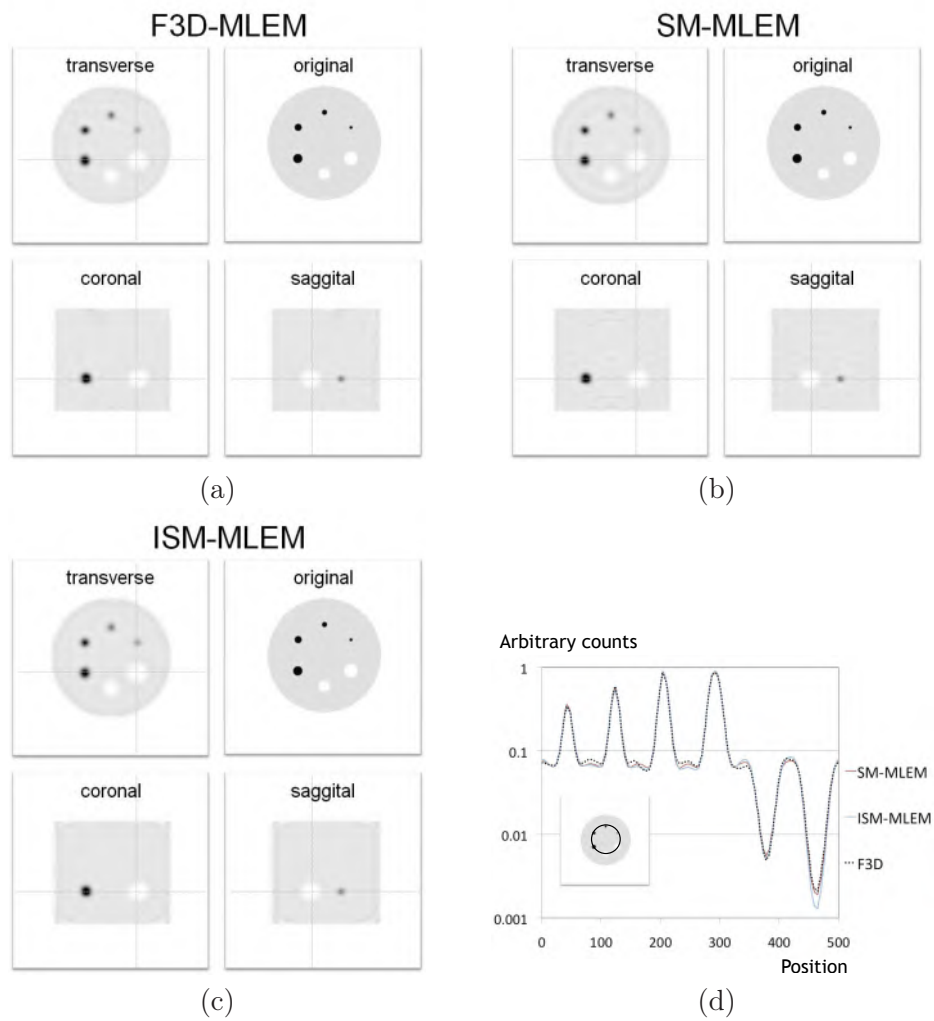 F3D-MLEM
transverse
original
coronal
saggital
(a)
SM-MLEM
transverse
original
coronal
saggital
(b)
ISM-MLEM
transverse
original
coronal
saggital
(c)
Arbitrary counts
1
0.1
0.01
0.001
0 100 200 300 400 500
Position
SM-MLEM
ISM-MLEM
F3D
(d)